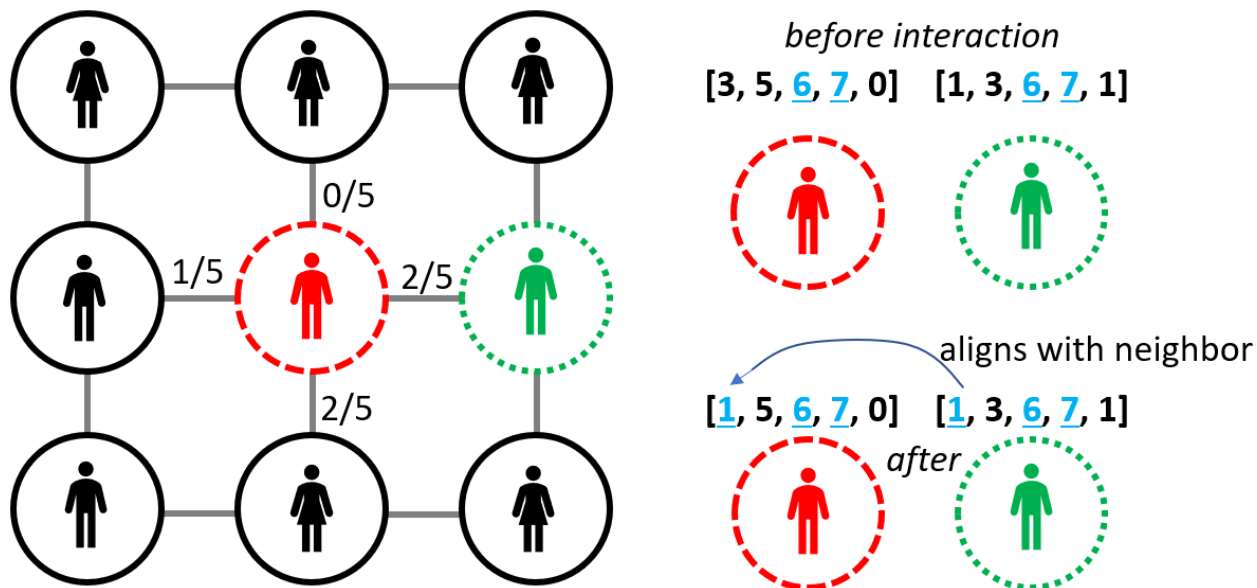 0/5
1/5
2/5
2/5
before interaction
[3, 5, 6, 7, 0] [1, 3, 6, 7, 1]
aligns with neighbor
[1, 5, 6, 7, 0] [1, 3, 6, 7, 1]
after